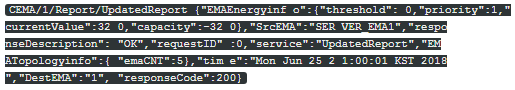 CEMA/1/Report/UpdatedReport {"EMAEnergyinf o":{"threshold": 0,"priority":1,"
currentValue":32 0,"capacity":-32 0},"SrcEMA":"SER VER_EMA1","respo
nseDescription": "OK","requestID" :0,"service":"UpdatedReport","EM
ATopologyinfo":{ "emaCNT":5},"tim e":"Mon Jun 25 2 1:00:01 KST 2018
","DestEMA":"1", "responseCode":200}